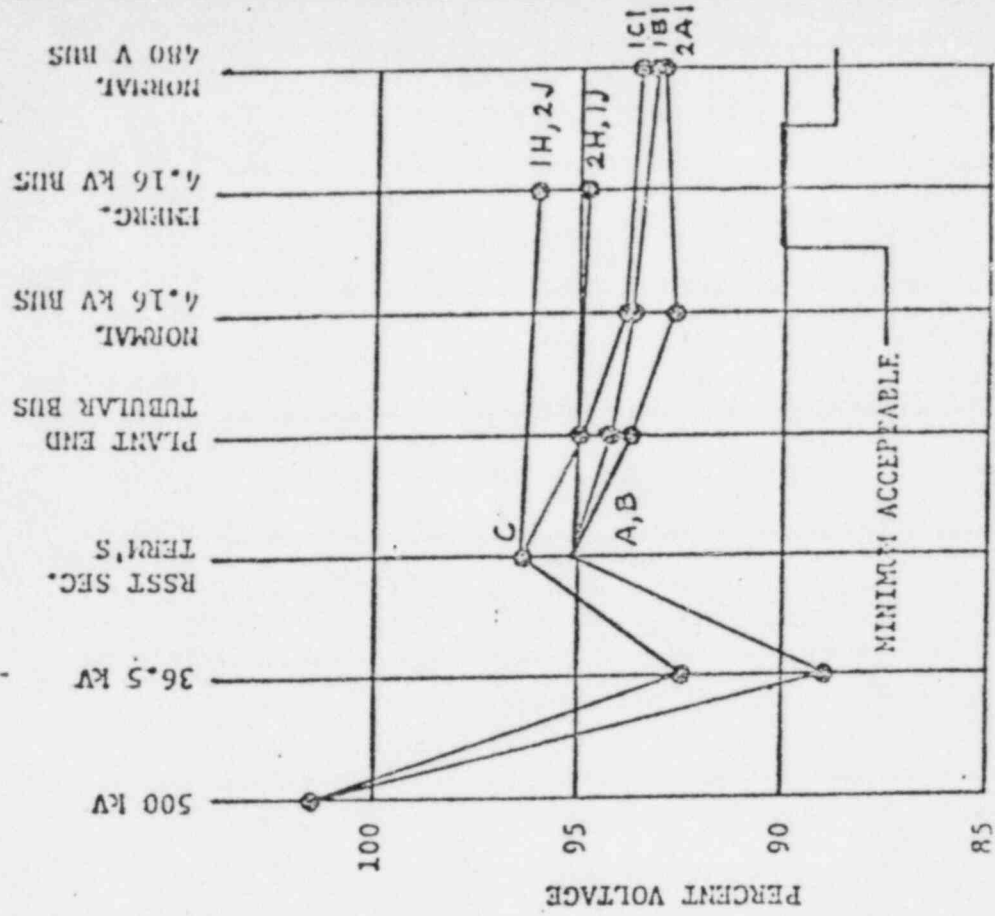 500 kV
36.5 kV
RSST SEC.
TERM'S
PLANT END
TUBULAR BUS
NORMAL
4.16 KV BUS
EMERG.
4.16 KV BUS
NORMAL
480 V BUS
PERCENT VOLTAGE
100
95
90
85
C
A,B
1H,2J
2H,1J
1C1
1B1
2A1
MINIMUM ACCEPTABLE